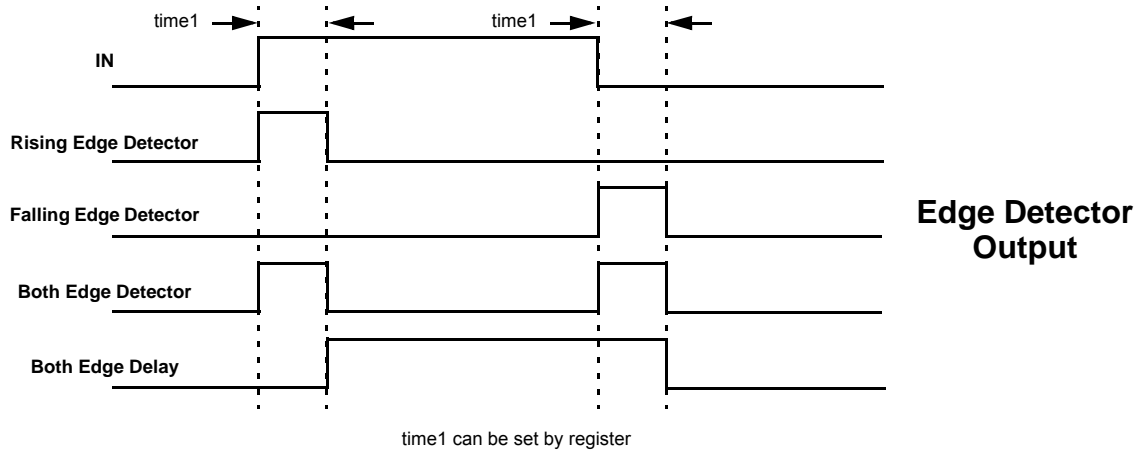 time1
time1
IN
Rising Edge Detector
Falling Edge Detector
Edge Detector
Output
Both Edge Detector
Both Edge Delay
time1 can be set by register